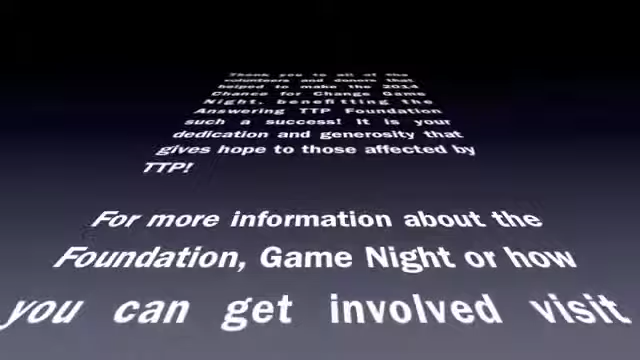 Thank you to all of the
volunteers and donors that
helped to make the 2014
Chance for Change Game
Night, benefitting the
Answering TTP Foundation
such a success! It is your
dedication and generosity that
gives hope to those affected by
TTP!
For more information about the
Foundation, Game Night or how
you can get involved visit